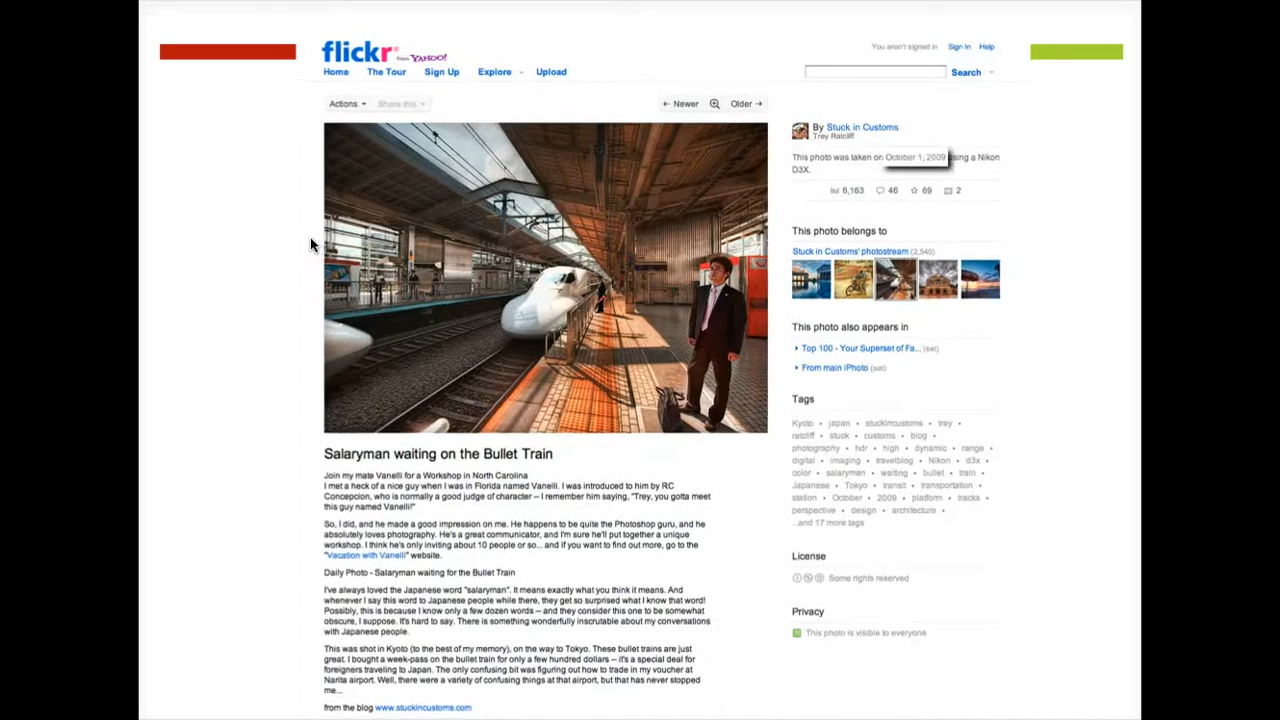 flickr from YAHOO!
You aren't signed in Sign In Help
Home The Tour Sign Up Explore Upload
Search
Actions Share this
← Newer Older →
By Stuck in Customs
Trey Ratcliff
This photo was taken on October 1, 2009 using a Nikon
D3X.
6,163 46 69 2
This photo belongs to
Stuck in Customs' photostream (2,540)
This photo also appears in
Top 100 - Your Superset of Fa... (set)
From main iPhoto (set)
Tags
Kyoto • japan • stuckincustoms • trey •
ratcliff • stuck • customs • blog •
photography • hdr • high • dynamic • range •
digital • imaging • travelblog • Nikon • d3x •
color • salaryman • waiting • bullet • train •
Japanese • Tokyo • transit • transportation •
station • October • 2009 • platform • tracks •
perspective • design • architecture •
...and 17 more tags
License
Some rights reserved
Privacy
This photo is visible to everyone
Salaryman waiting on the Bullet Train
Join my mate Vanelli for a Workshop in North Carolina
I met a heck of a nice guy when I was in Florida named Vanelli. I was introduced to him by RC
Concepcion, who is normally a good judge of character -- I remember him saying, "Trey, you gotta meet
this guy named Vanelli!"
So, I did, and he made a good impression on me. He happens to be quite the Photoshop guru, and he
absolutely loves photography. He's a great communicator, and I'm sure he'll put together a unique
workshop. I think he's only inviting about 10 people or so... and if you want to find out more, go to the
"Vacation with Vanelli" website.
Daily Photo - Salaryman waiting for the Bullet Train
I've always loved the Japanese word "salaryman". It means exactly what you think it means. And
whenever I say this word to Japanese people while there, they get so surprised what I know that word!
Possibly, this is because I know only a few dozen words -- and they consider this one to be somewhat
obscure, I suppose. It's hard to say. There is something wonderfully inscrutable about my conversations
with Japanese people.
This was shot in Kyoto (to the best of my memory), on the way to Tokyo. These bullet trains are just
great. I bought a week-pass on the bullet train for only a few hundred dollars -- it's a special deal for
foreigners traveling to Japan. The only confusing bit was figuring out how to trade in my voucher at
Narita airport. Well, there were a variety of confusing things at that airport, but that has never stopped
me...
from the blog www.stuckincustoms.com